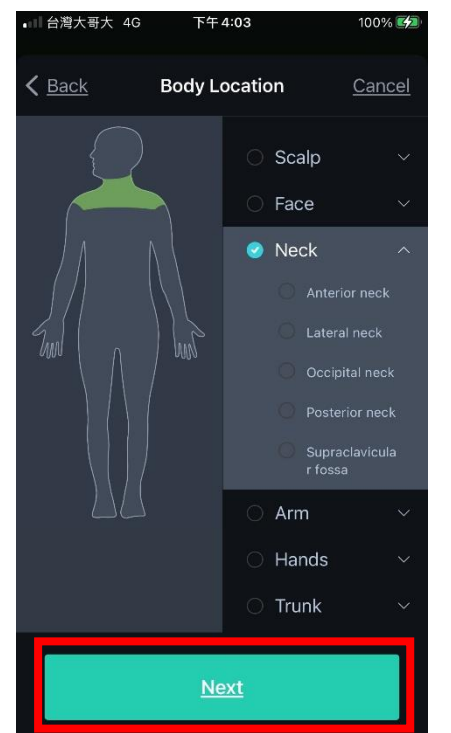 台灣大哥大 4G 下午4:03 100%
Back Body Location Cancel
Scalp
Face
Neck
Anterior neck
Lateral neck
Occipital neck
Posterior neck
Supraclavicula
r fossa
Arm
Hands
Trunk
Next